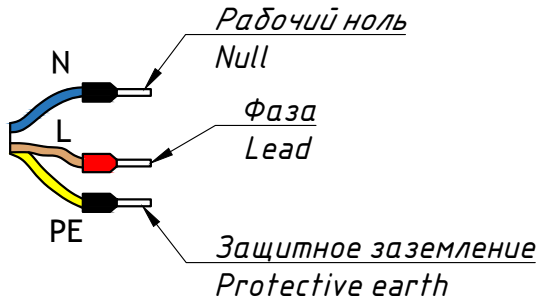 Рабочий ноль
Null
N
Фаза
Lead
L
PE
Защитное заземление
Protective earth